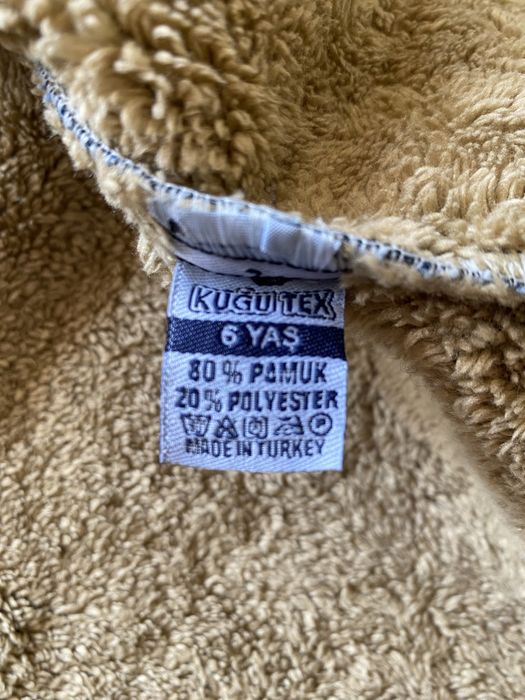 KUĞU TEX
6 YAŞ
80 % PAMUK
20 % POLYESTER
MADE IN TURKEY